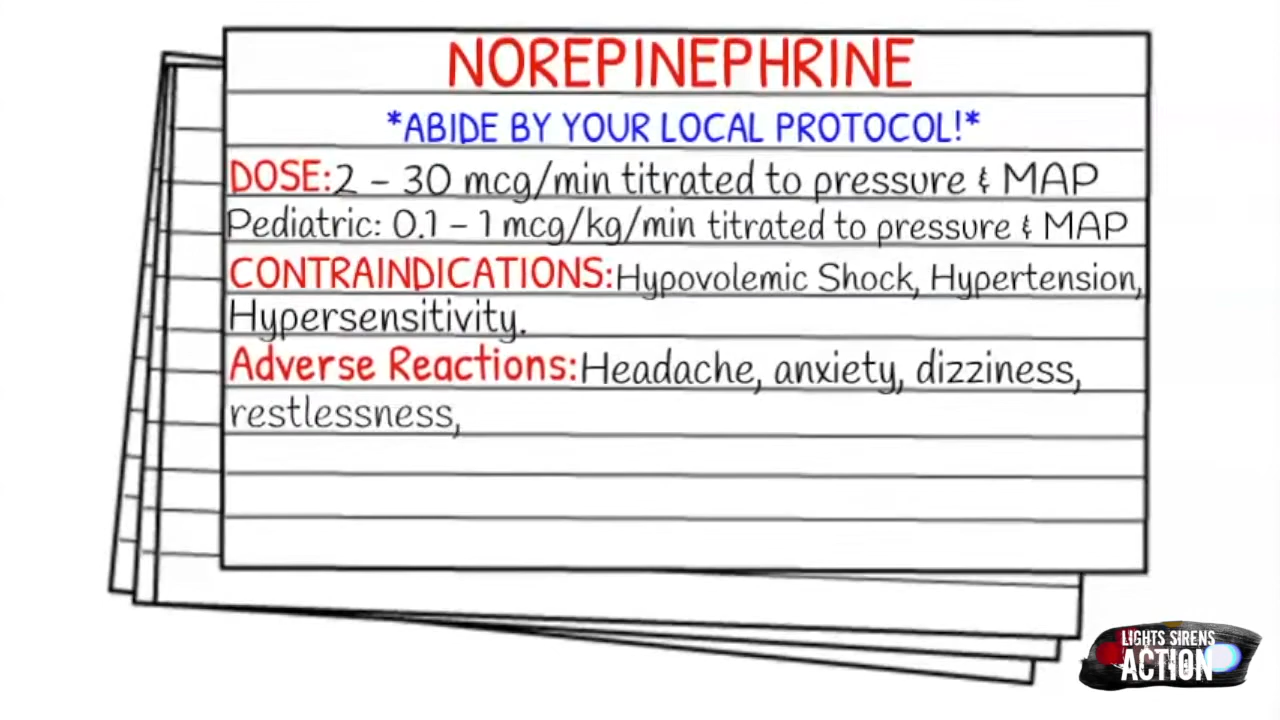 NOREPINEPHRINE
*ABIDE BY YOUR LOCAL PROTOCOL!*
DOSE: 2 – 30 mcg/min titrated to pressure & MAP
Pediatric: 0.1 – 1 mcg/kg/min titrated to pressure & MAP
CONTRAINDICATIONS: Hypovolemic Shock, Hypertension,
Hypersensitivity.
Adverse Reactions: Headache, anxiety, dizziness,
restlessness,
LIGHTS SIRENS
ACTION